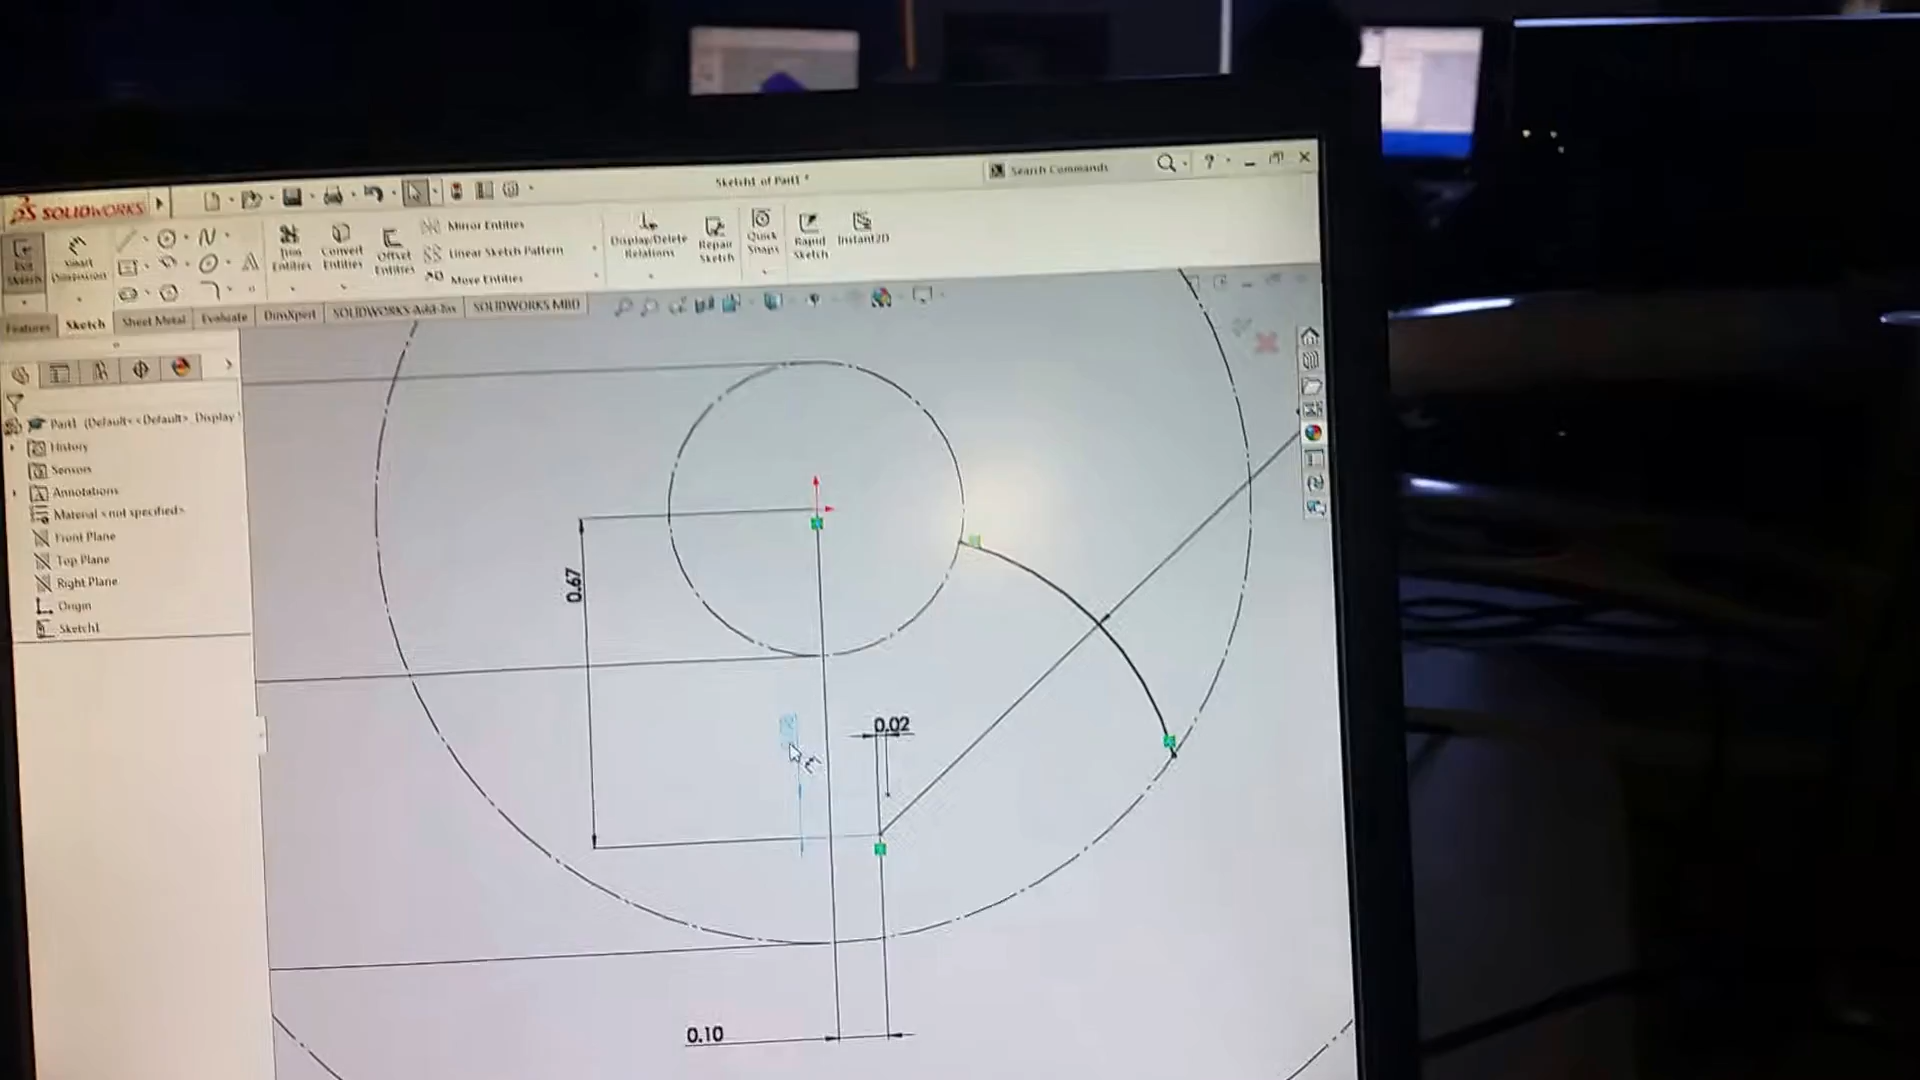 Sketch1 of Part1 *
Search Commands
?
SOLIDWORKS
Exit Sketch
Smart Dimension
Trim Entities
Convert Entities
Offset Entities
Mirror Entities
Linear Sketch Pattern
Move Entities
Display/Delete Relations
Repair Sketch
Quick Snaps
Rapid Sketch
Instant2D
Features
Sketch
Sheet Metal
Evaluate
DimXpert
SOLIDWORKS Add-Ins
SOLIDWORKS MBD
Part1 (Default<<Default>_Display
History
Sensors
Annotations
Material <not specified>
Front Plane
Top Plane
Right Plane
Origin
Sketch1
0.67
0.02
0.10